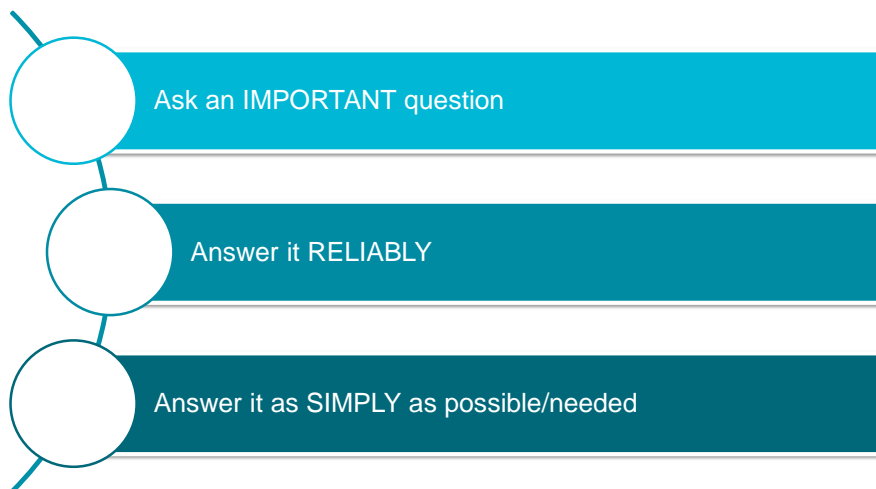 Ask an IMPORTANT question
Answer it RELIABLY
Answer it as SIMPLY as possible/needed